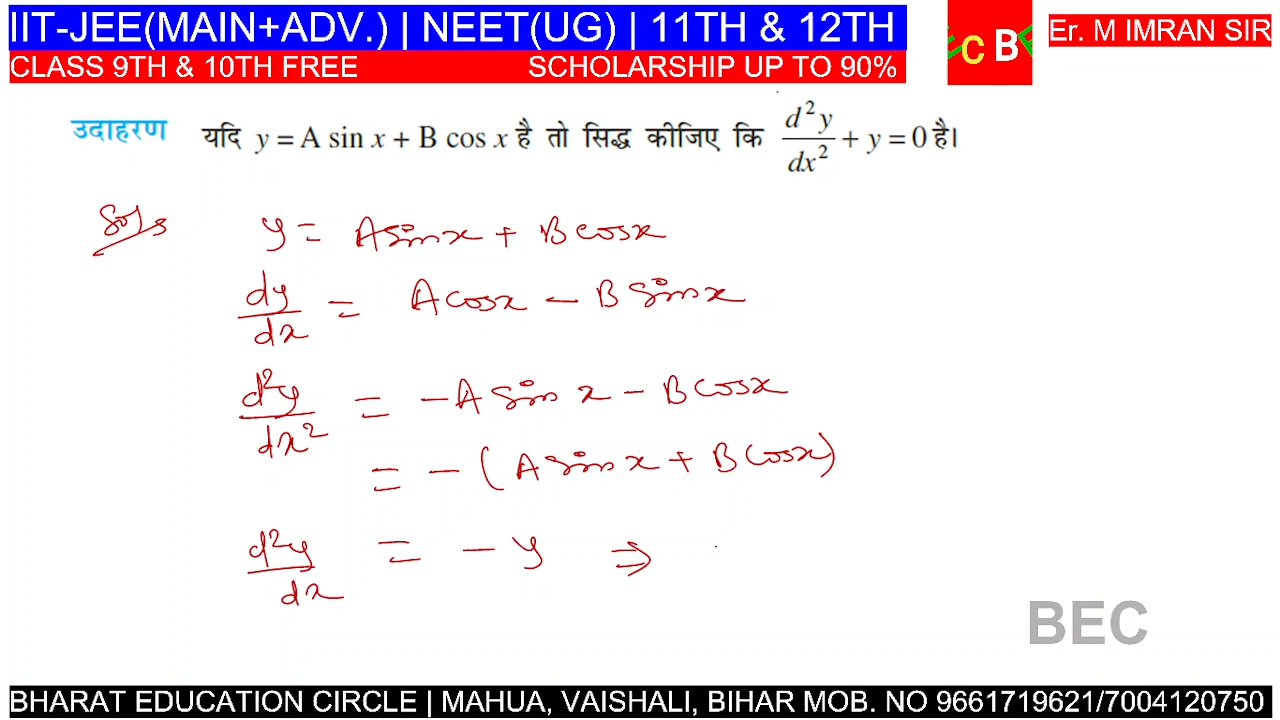 IIT-JEE(MAIN+ADV.) | NEET(UG) | 11TH & 12TH
CLASS 9TH & 10TH FREE SCHOLARSHIP UP TO 90%
ECBE
Er. M IMRAN SIR
उदाहरण यदि y = A sin x + B cos x है तो सिद्ध कीजिए कि d²y/dx² + y = 0 है।
Sol:
y = A sin x + B cos x
dy/dx = A cos x - B sin x
d²y/dx² = -A sin x - B cos x
= - (A sin x + B cos x)
d²y/dx = - y ⇒
BEC
BHARAT EDUCATION CIRCLE | MAHUA, VAISHALI, BIHAR MOB. NO 9661719621/7004120750